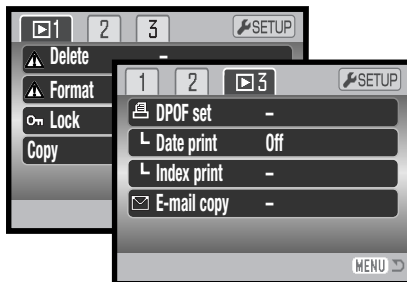 1 2 3 SETUP
Delete –
Format
Lock
Copy
1 2 3 SETUP
DPOF set –
Date print Off
Index print –
E-mail copy –
MENU